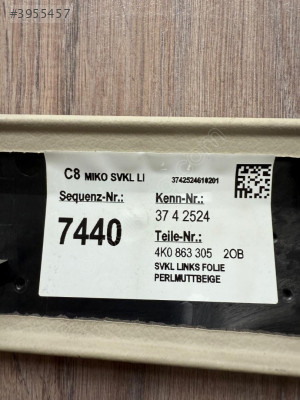 #3955457
C8 MIKO SVKL LI 3742524610201
Sequenz-Nr.: Kenn-Nr.:
7440 37 4 2524
Teile-Nr.:
4K0 863 305 2OB
SVKL LINKS FOLIE
PERLMUTTBEIGE